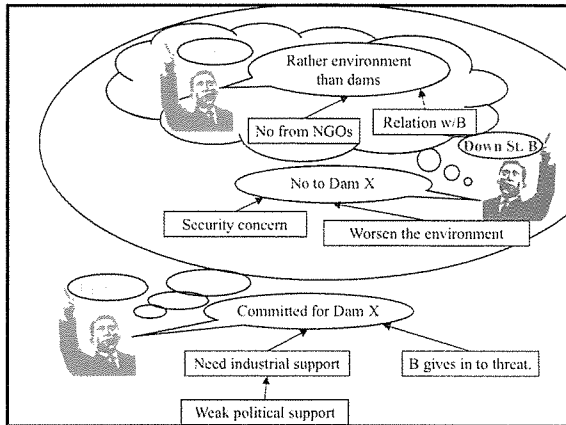 Rather environment
than dams
No from NGOs
Relation w/B
Down St. B
No to Dam X
Security concern
Worsen the environment
Committed for Dam X
Need industrial support
B gives in to threat.
Weak political support